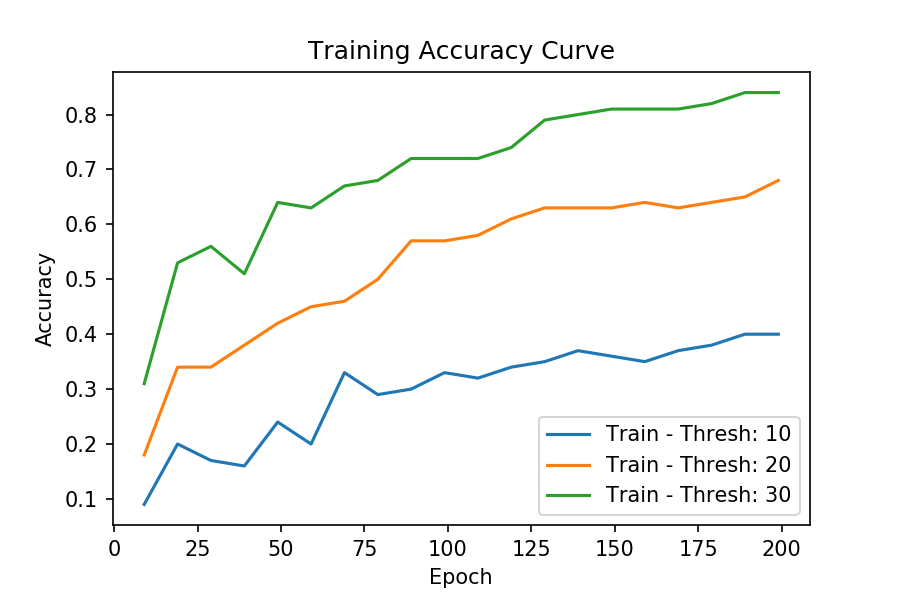 Training Accuracy Curve
Accuracy
0.8
0.7
0.6
0.5
0.4
0.3
0.2
0.1
Train - Thresh: 10
Train - Thresh: 20
Train - Thresh: 30
0 25 50 75 100 125 150 175 200
Epoch